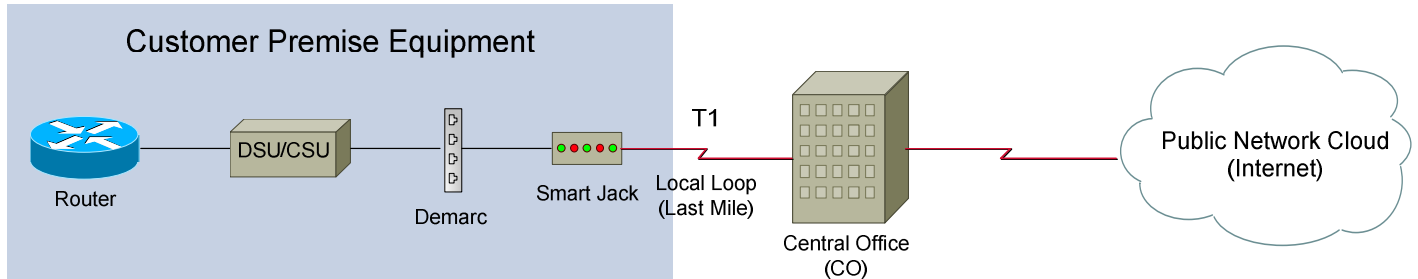 Customer Premise Equipment
Router
DSU/CSU
Demarc
Smart Jack
T1
Local Loop
(Last Mile)
Central Office
(CO)
Public Network Cloud
(Internet)